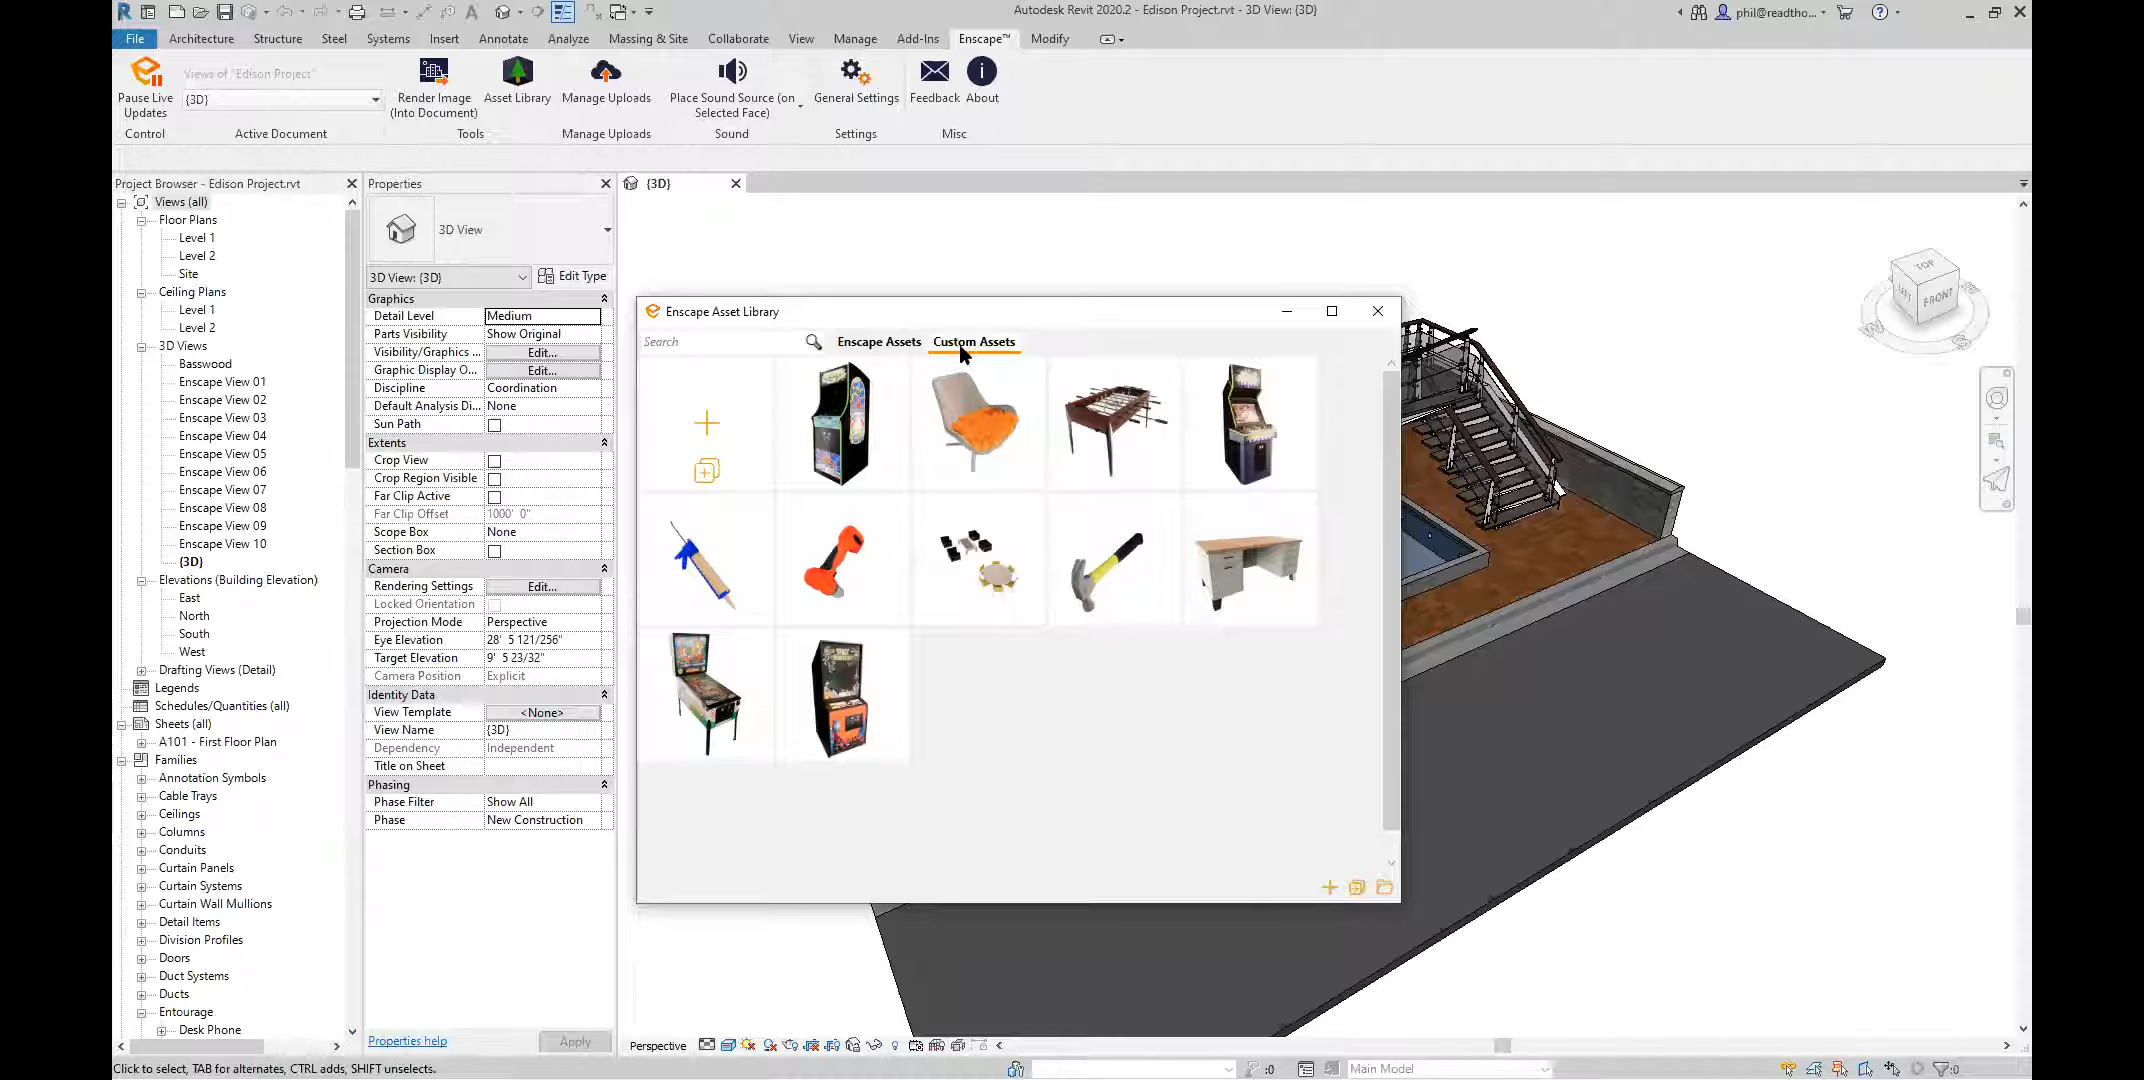 Autodesk Revit 2020.2 - Edison Project.rvt - 3D View: {3D}
phil@readtho...
File Architecture Structure Steel Systems Insert Annotate Analyze Massing & Site Collaborate View Manage Add-Ins Enscape™ Modify
Pause Live Updates
Views of "Edison Project"
{3D}
Render Image (Into Document)
Asset Library
Manage Uploads
Place Sound Source (on Selected Face)
General Settings
Feedback
About
Control Active Document Tools Manage Uploads Sound Settings Misc
Project Browser - Edison Project.rvt
Views (all)
Floor Plans
Level 1
Level 2
Site
Ceiling Plans
Level 1
Level 2
3D Views
Basswood
Enscape View 01
Enscape View 02
Enscape View 03
Enscape View 04
Enscape View 05
Enscape View 06
Enscape View 07
Enscape View 08
Enscape View 09
Enscape View 10
{3D}
Elevations (Building Elevation)
East
North
South
West
Drafting Views (Detail)
Legends
Schedules/Quantities (all)
Sheets (all)
A101 - First Floor Plan
Families
Annotation Symbols
Cable Trays
Ceilings
Columns
Conduits
Curtain Panels
Curtain Systems
Curtain Wall Mullions
Detail Items
Division Profiles
Doors
Duct Systems
Ducts
Entourage
Desk Phone
Properties
3D View
3D View: {3D} Edit Type
Graphics
Detail Level Medium
Parts Visibility Show Original
Visibility/Graphics ... Edit...
Graphic Display O... Edit...
Discipline Coordination
Default Analysis Di... None
Sun Path
Extents
Crop View
Crop Region Visible
Far Clip Active
Far Clip Offset 1000' 0"
Scope Box None
Section Box
Camera
Rendering Settings Edit...
Locked Orientation
Projection Mode Perspective
Eye Elevation 28' 5 121/256"
Target Elevation 9' 5 23/32"
Camera Position Explicit
Identity Data
View Template <None>
View Name {3D}
Dependency Independent
Title on Sheet
Phasing
Phase Filter Show All
Phase New Construction
Properties help Apply
{3D}
TOP
LEFT FRONT
W S
Enscape Asset Library
Search Enscape Assets Custom Assets
Perspective
Click to select, TAB for alternates, CTRL adds, SHIFT unselects.
:0
Main Model
:0